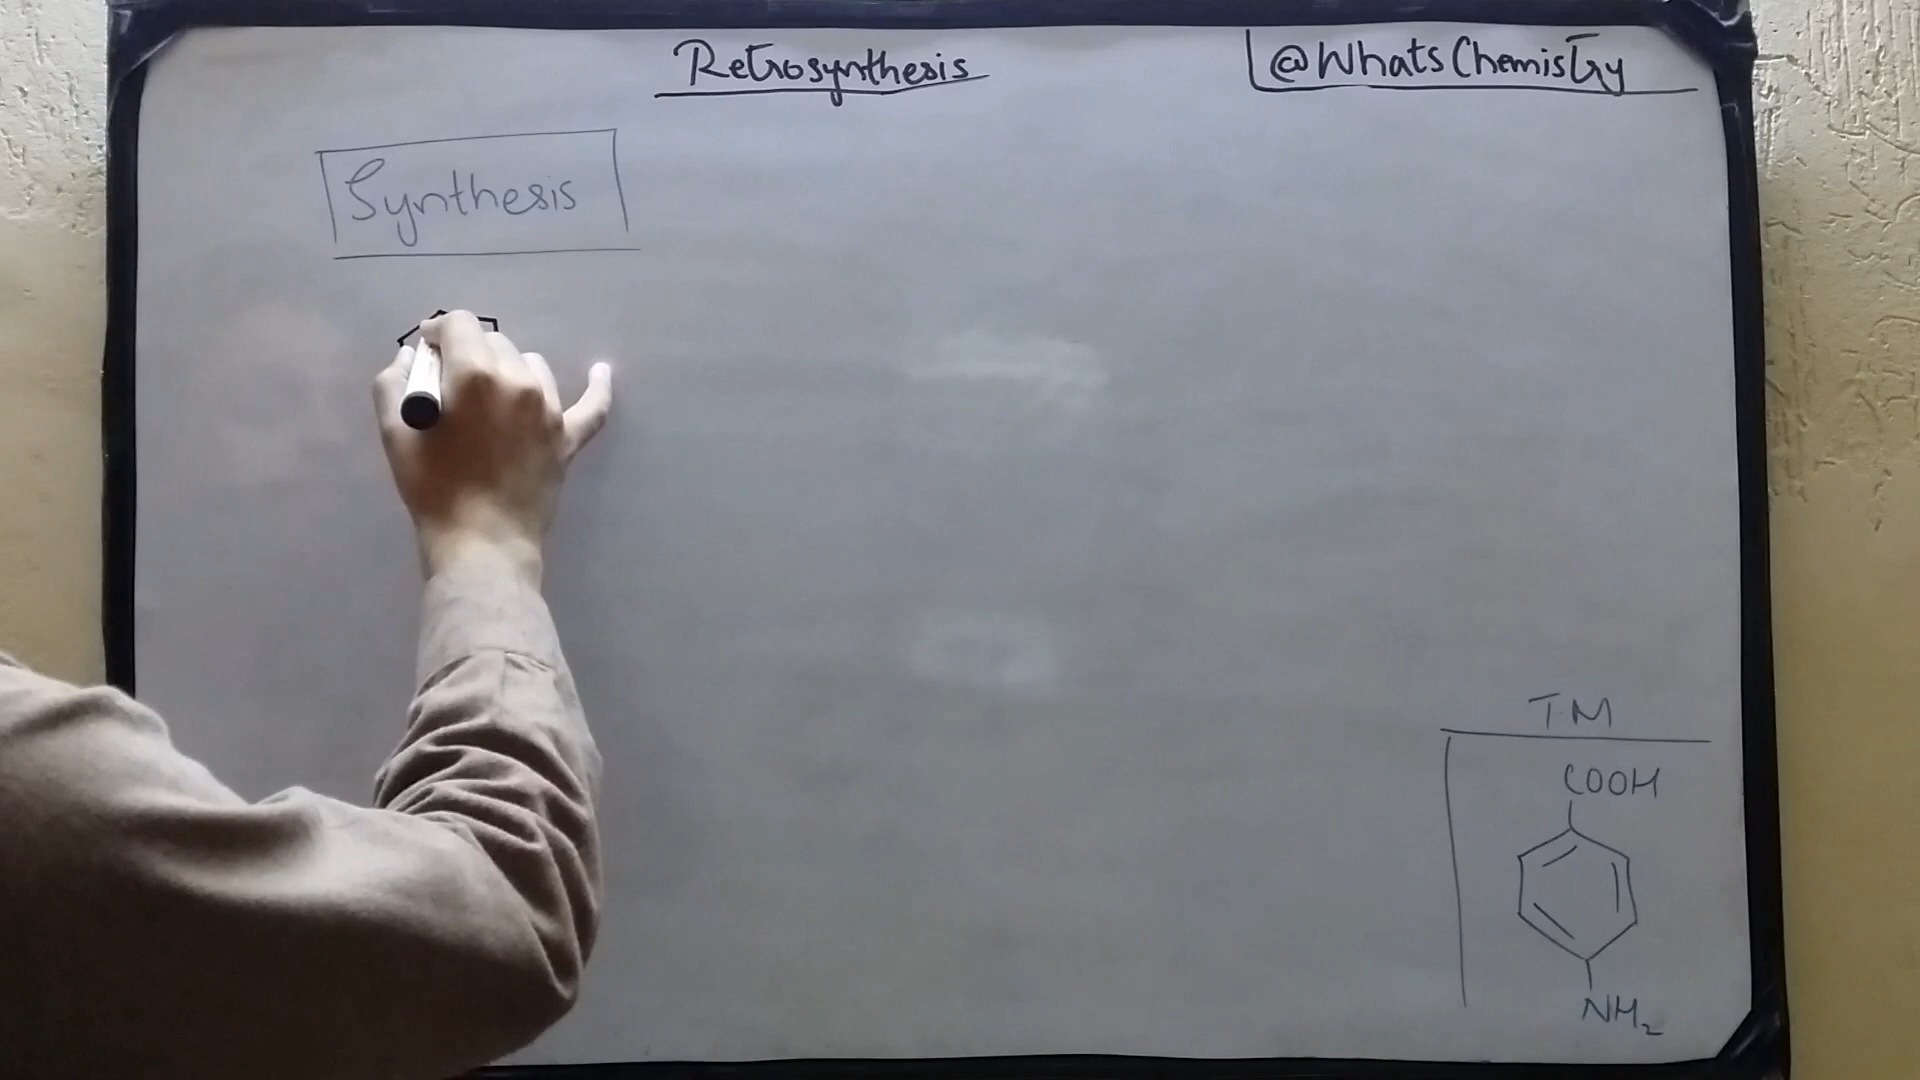 Retrosynthesis
@WhatsChemistry
Synthesis
T.M
COOH
NH₂